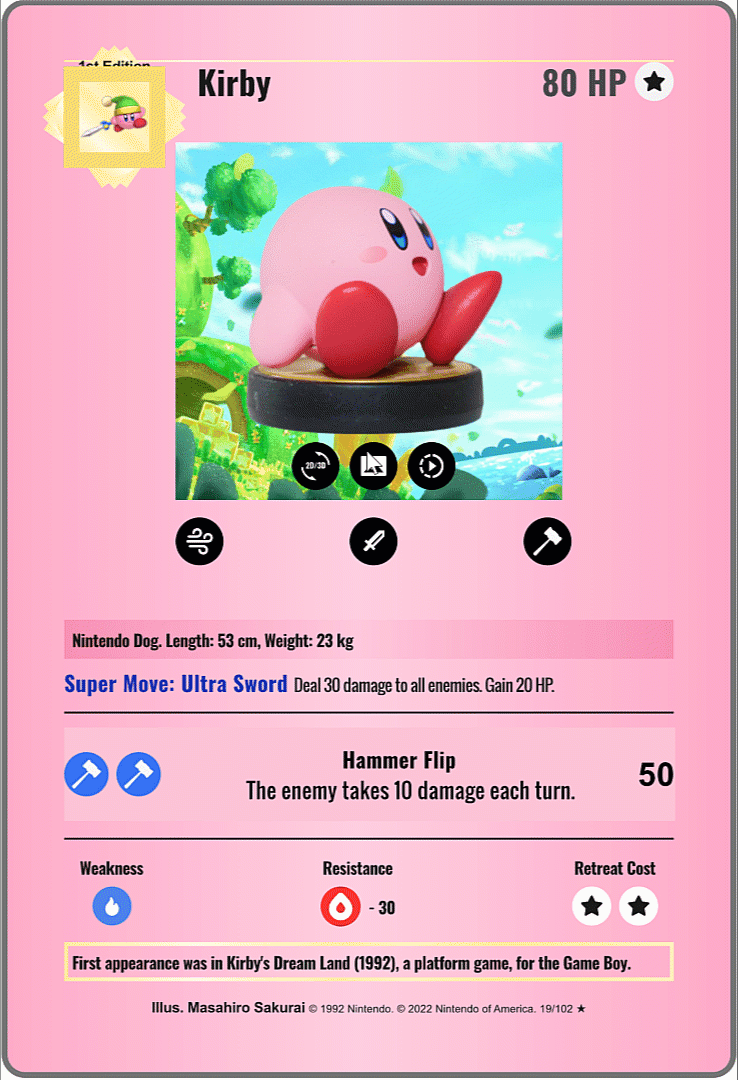 1st Edition
Kirby
80 HP
2D/3D
Nintendo Dog. Length: 53 cm, Weight: 23 kg
Super Move: Ultra Sword Deal 30 damage to all enemies. Gain 20 HP.
Hammer Flip
The enemy takes 10 damage each turn.
50
Weakness
Resistance
Retreat Cost
- 30
First appearance was in Kirby's Dream Land (1992), a platform game, for the Game Boy.
Illus. Masahiro Sakurai © 1992 Nintendo. © 2022 Nintendo of America. 19/102 ★